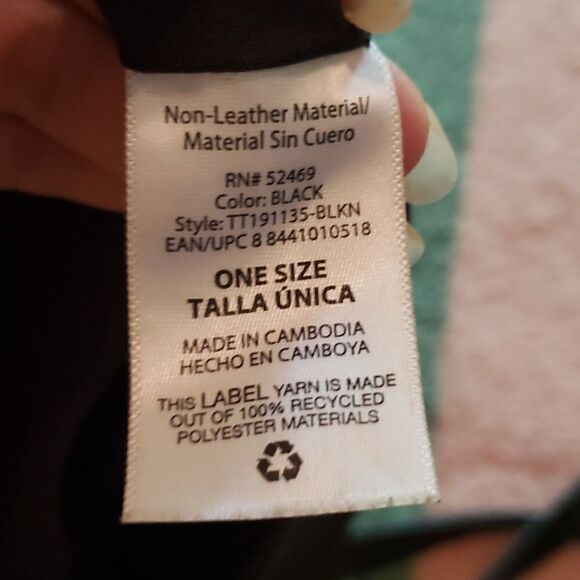 Non-Leather Material/
Material Sin Cuero
RN# 52469
Color: BLACK
Style: TT191135-BLKN
EAN/UPC 8 8441010518
ONE SIZE
TALLA ÚNICA
MADE IN CAMBODIA
HECHO EN CAMBOYA
THIS LABEL YARN IS MADE
OUT OF 100% RECYCLED
POLYESTER MATERIALS